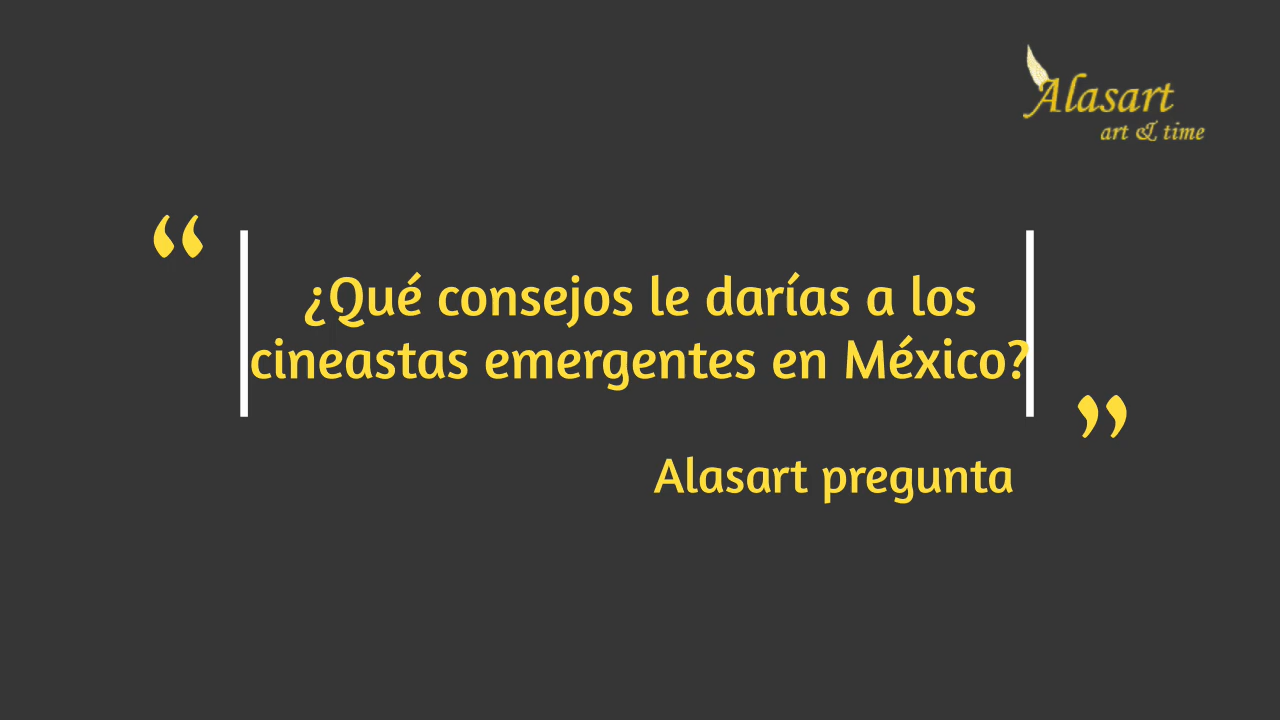 Alasart
art & time
“
¿Qué consejos le darías a los
cineastas emergentes en México?
”
Alasart pregunta